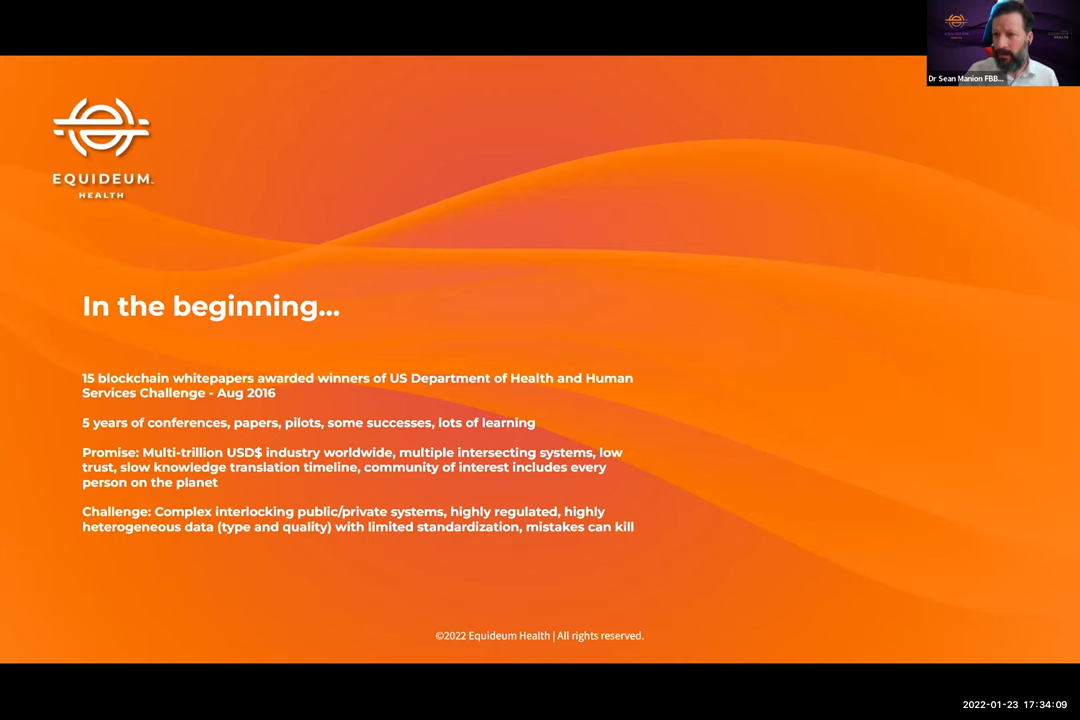 Dr Sean Manion FBB...
EQUIDEUM
HEALTH
In the beginning...
15 blockchain whitepapers awarded winners of US Department of Health and Human
Services Challenge - Aug 2016
5 years of conferences, papers, pilots, some successes, lots of learning
Promise: Multi-trillion USD$ industry worldwide, multiple intersecting systems, low
trust, slow knowledge translation timeline, community of interest includes every
person on the planet
Challenge: Complex interlocking public/private systems, highly regulated, highly
heterogeneous data (type and quality) with limited standardization, mistakes can kill
©2022 Equideum Health | All rights reserved.
2022-01-23 17:34:09